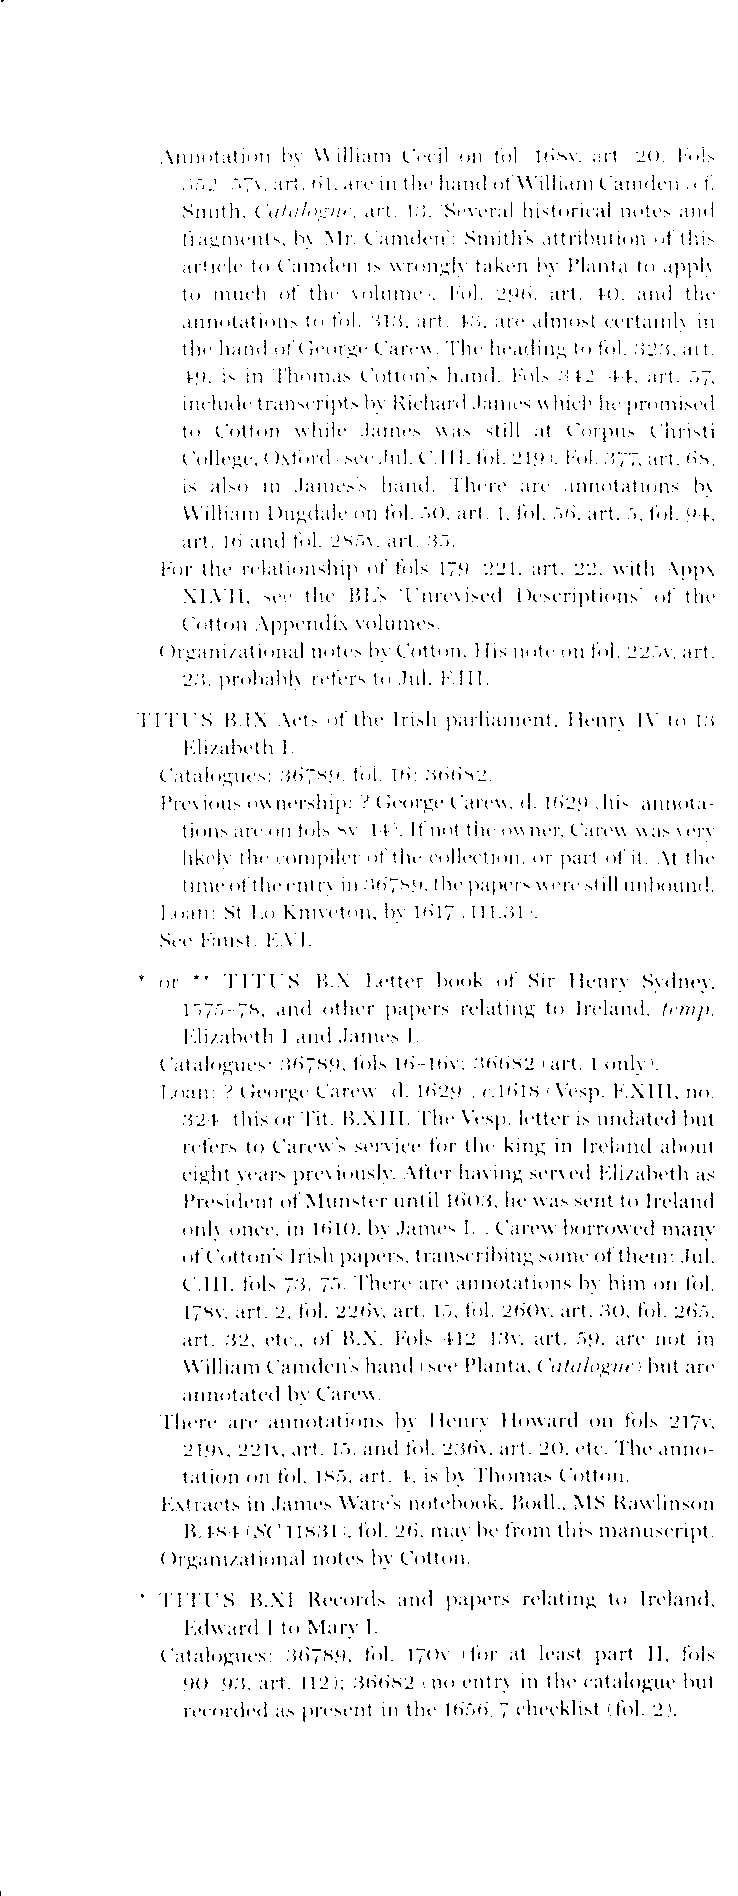 Annotation by William Cecil on fol. 168v, art. 20. Fols
352–57v, art. 61, are in the hand of William Camden (cf.
Smith, Catalogue, art. 13, 'Several historical notes and
fragments, by Mr. Camden': Smith's attribution of this
article to Camden is wrongly taken by Planta to apply
to much of the volume). Fol. 296, art. 40, and the
annotations to fol. 313, art. 45, are almost certainly in
the hand of George Carew. The heading to fol. 323, art.
49, is in Thomas Cotton's hand. Fols 342–44, art. 57,
include transcripts by Richard James which he promised
to Cotton while James was still at Corpus Christi
College, Oxford (see Jul. C.III, fol. 219). Fol. 377, art. 68,
is also in James's hand. There are annotations by
William Dugdale on fol. 50, art. 1, fol. 56, art. 5, fol. 94,
art. 16 and fol. 285v, art. 35.
For the relationship of fols 179–221, art. 22, with Appx
XLVII, see the BL's 'Unrevised Descriptions' of the
Cotton Appendix volumes.
Organizational notes by Cotton. His note on fol. 225v, art.
23, probably refers to Jul. F.III.
TITUS B.IX Acts of the Irish parliament, Henry IV to 13
Elizabeth I.
Catalogues: 36789, fol. 16; 36682.
Previous ownership: ? George Carew, d. 1629 (his annota-
tions are on fols 8v–14). If not the owner, Carew was very
likely the compiler of the collection, or part of it. At the
time of the entry in 36789, the papers were still unbound.
Loan: St Lo Kniveton, by 1617 (111.31).
See Faust. E.VI.
* or ** TITUS B.X Letter book of Sir Henry Sydney,
1575–78, and other papers relating to Ireland, temp.
Elizabeth I and James I.
Catalogues: 36789, fols 16–16v; 36682 (art. 1 only).
Loan: ? George Carew (d. 1629), c.1618 (Vesp. F.XIII, no.
324: this or Tit. B.XIII. The Vesp. letter is undated but
refers to Carew's service for the king in Ireland about
eight years previously. After having served Elizabeth as
President of Munster until 1603, he was sent to Ireland
only once, in 1610, by James I.). Carew borrowed many
of Cotton's Irish papers, transcribing some of them: Jul.
C.III, fols 73, 75. There are annotations by him on fol.
178v, art. 2, fol. 226v, art. 15, fol. 260v, art. 30, fol. 265,
art. 32, etc., of B.X. Fols 412–13v, art. 59, are not in
William Camden's hand (see Planta, Catalogue) but are
annotated by Carew.
There are annotations by Henry Howard on fols 217v,
219v, 221v, art. 15, and fol. 236v, art. 20, etc. The anno-
tation on fol. 185, art. 4, is by Thomas Cotton.
Extracts in James Ware's notebook, Bodl., MS Rawlinson
B.484 (SC 11831), fol. 26, may be from this manuscript.
Organizational notes by Cotton.
* TITUS B.XI Records and papers relating to Ireland,
Edward I to Mary I.
Catalogues: 36789, fol. 170v (for at least part II, fols
90–93, art. 112); 36682 (no entry in the catalogue but
recorded as present in the 1656/7 checklist (fol. 2).